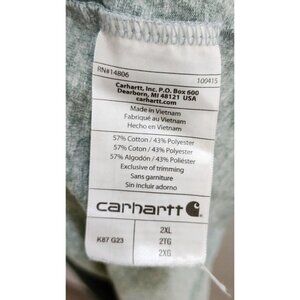 RN#14806 100415
Carhartt, Inc. P.O. Box 600
Dearborn, MI 48121 USA
carhartt.com
Made in Vietnam
Fabriqué au Vietnam
Hecho en Vietnam
57% Cotton / 43% Polyester
57% Coton / 43% Polyester
57% Algodón / 43% Poliéster
Exclusive of trimming
Sans garniture
Sin incluir adorno
carhartt
K87 G23
2XL
2TG
2XG